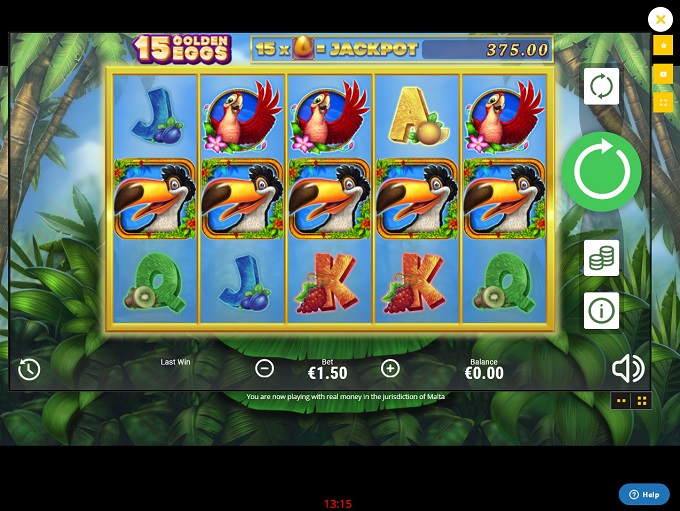 15 GOLDEN EGGS
15 x = JACKPOT 375.00
J A
Q J K K Q
Last Win Bet Balance
€1.50 €0.00
You are now playing with real money in the jurisdiction of Malta
Help
13:15